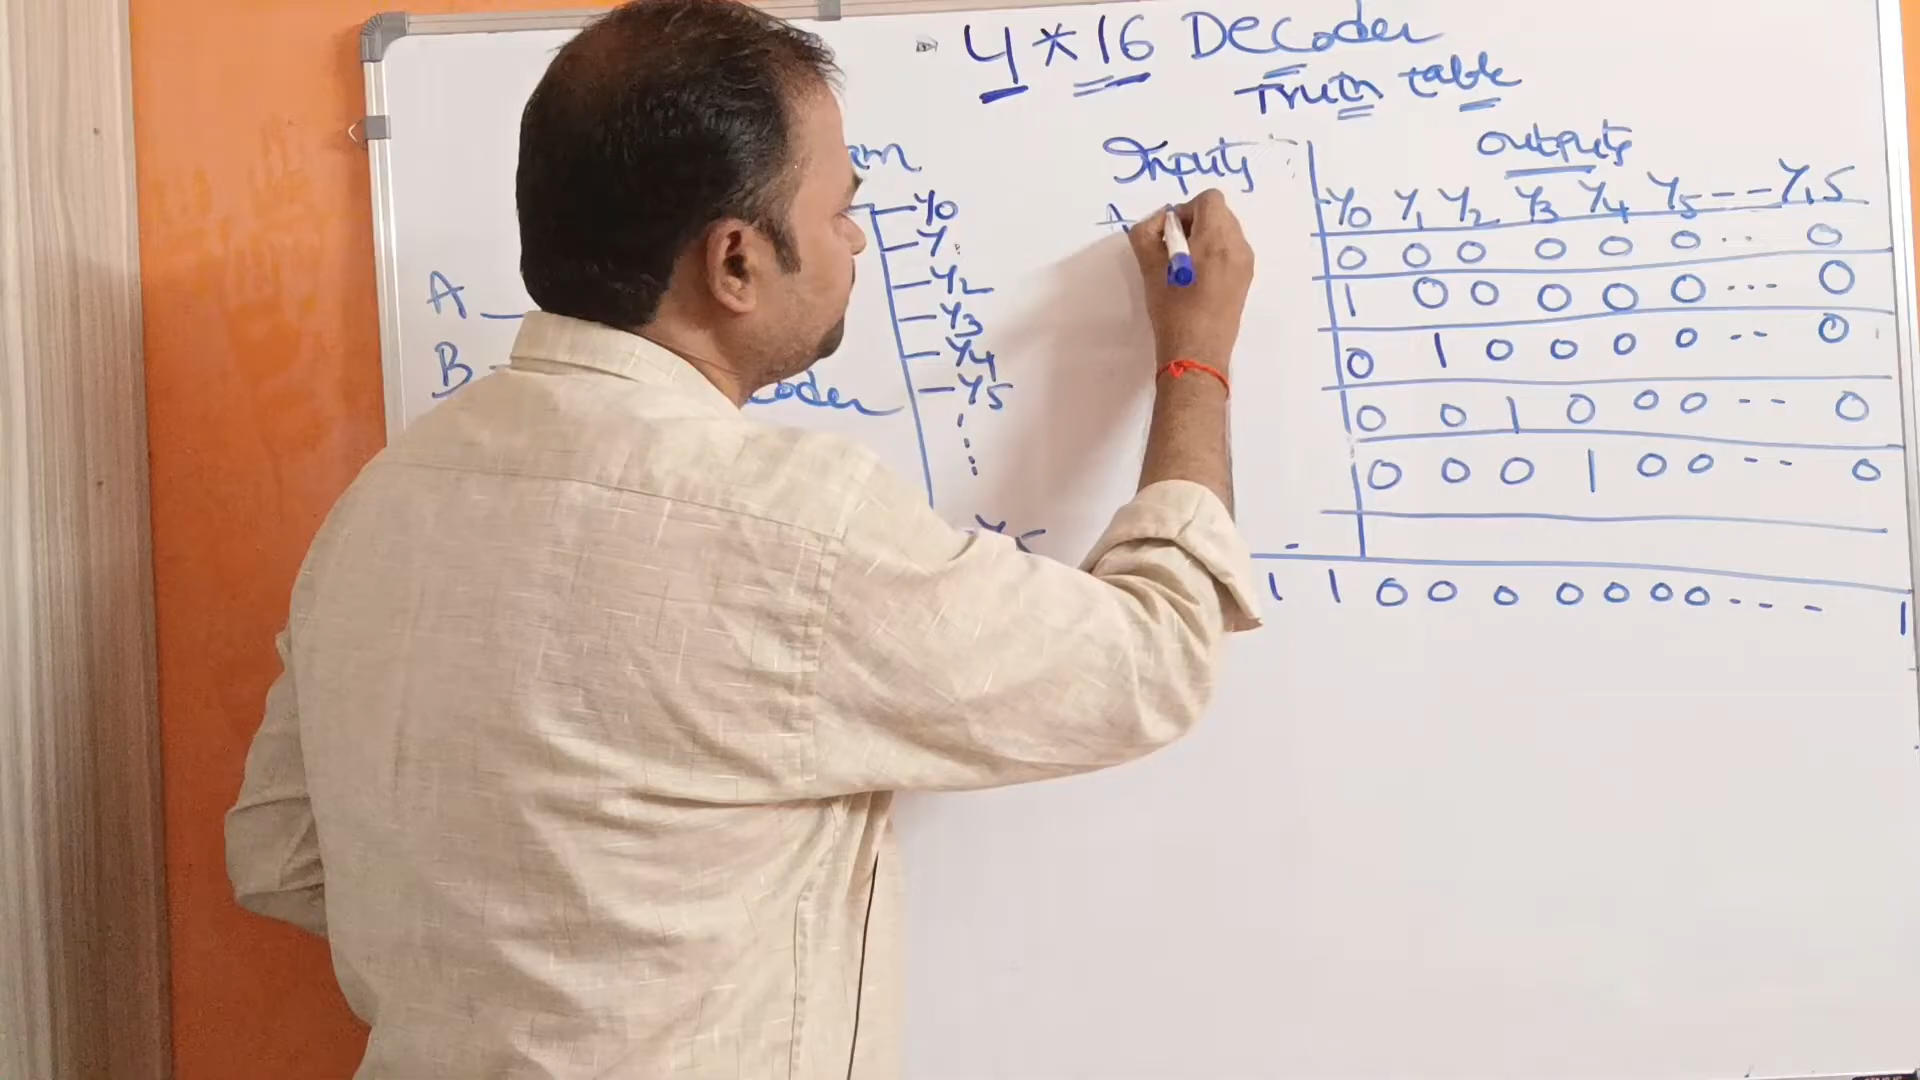 4 * 16 Decoder
Truth table
Inputs
outputs
A
Y0 Y1 Y2 Y3 Y4 Y5 - - - Y15
0 0 0 0 0 0 .. 0
1 0 0 0 0 0 ... 0
0 1 0 0 0 0 -- 0
0 0 1 0 0 0 -- 0
0 0 0 1 0 0 -- 0
1 1 0 0 0 0 0 0 0 - - - 1
Y0
Y
Y2
Y3
Y4
Y5
A
B